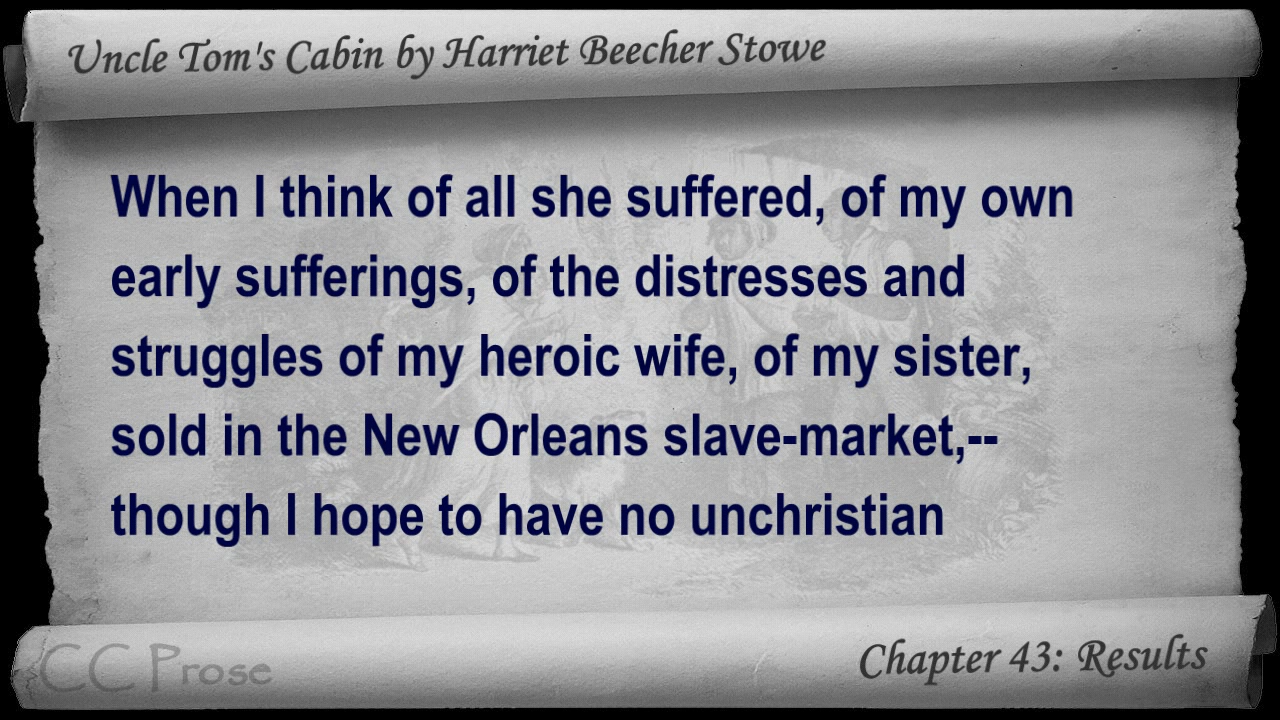 Uncle Tom's Cabin by Harriet Beecher Stowe
When I think of all she suffered, of my own
early sufferings, of the distresses and
struggles of my heroic wife, of my sister,
sold in the New Orleans slave-market,--
though I hope to have no unchristian
CC Prose
Chapter 43: Results